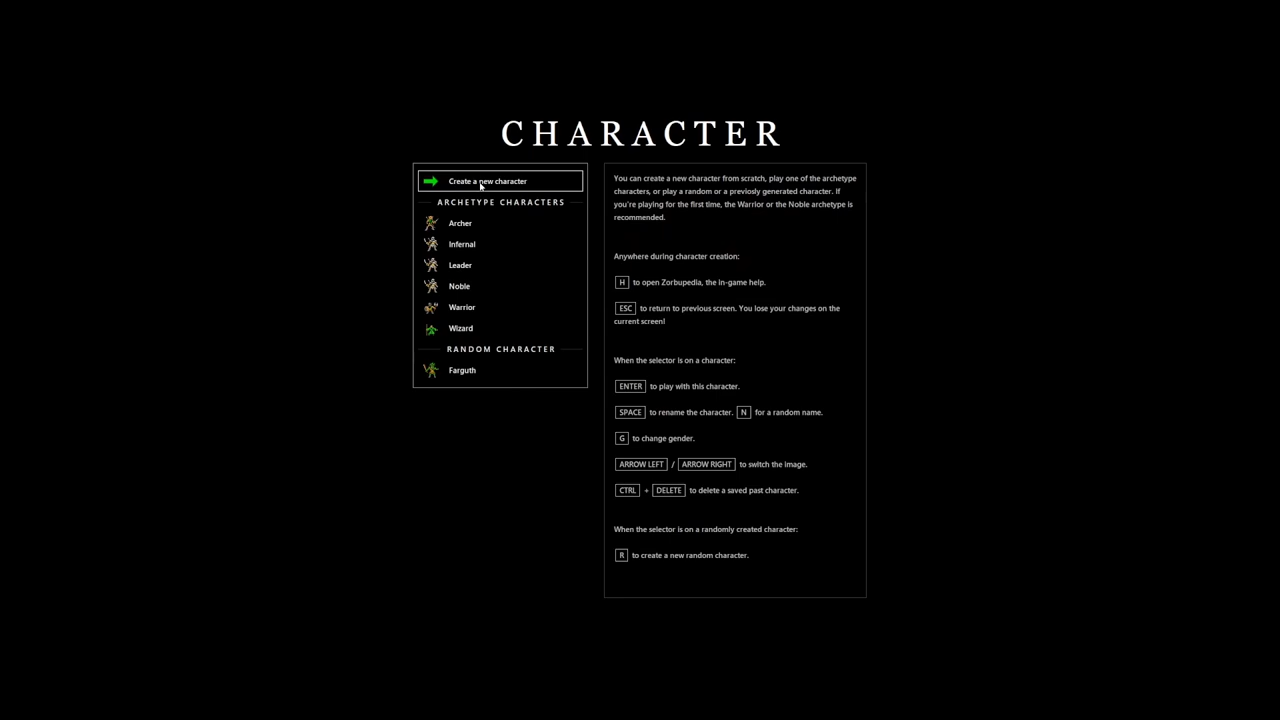 CHARACTER
Create a new character
ARCHETYPE CHARACTERS
Archer
Infernal
Leader
Noble
Warrior
Wizard
RANDOM CHARACTER
Farguth
You can create a new character from scratch, play one of the archetype
characters, or play a random or a previosly generated character. If
you're playing for the first time, the Warrior or the Noble archetype is
recommended.
Anywhere during character creation:
H to open Zorbupedia, the in-game help.
ESC to return to previous screen. You lose your changes on the
current screen!
When the selector is on a character:
ENTER to play with this character.
SPACE to rename the character. N for a random name.
G to change gender.
ARROW LEFT / ARROW RIGHT to switch the image.
CTRL + DELETE to delete a saved past character.
When the selector is on a randomly created character:
R to create a new random character.